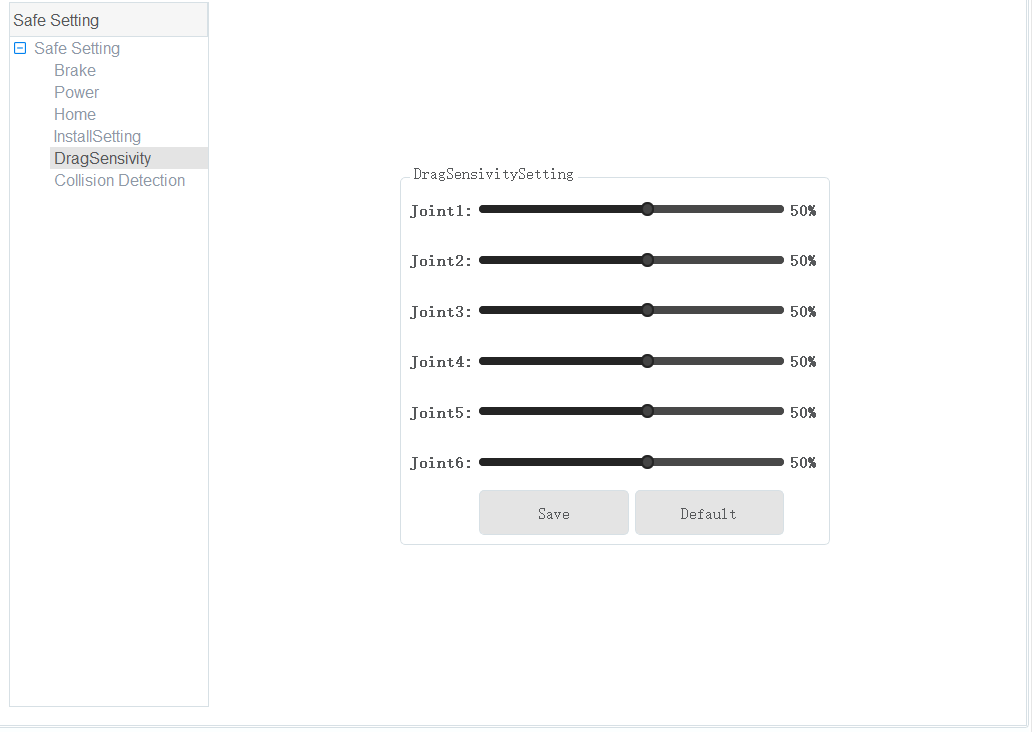 Safe Setting
Safe Setting
Brake
Power
Home
InstallSetting
DragSensivity
Collision Detection
DragSensivitySetting
Joint1: 50%
Joint2: 50%
Joint3: 50%
Joint4: 50%
Joint5: 50%
Joint6: 50%
Save Default